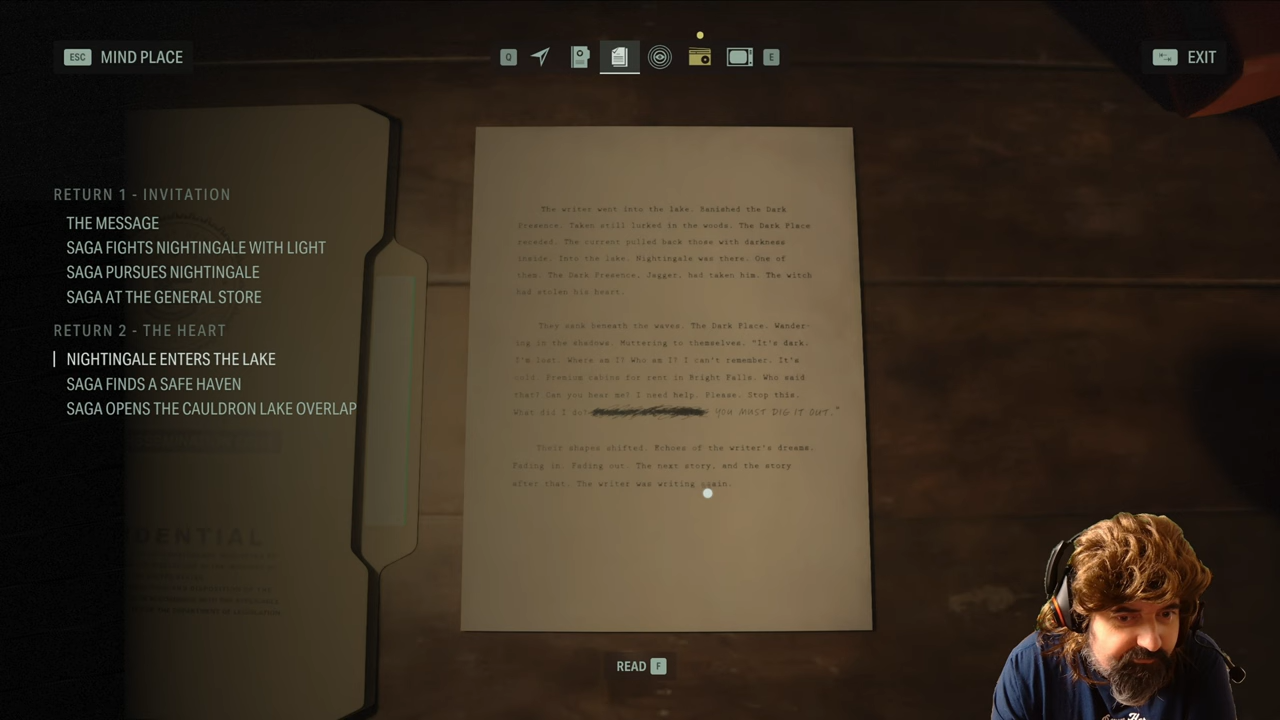 ESC MIND PLACE
Q
E
EXIT
RETURN 1 - INVITATION
THE MESSAGE
SAGA FIGHTS NIGHTINGALE WITH LIGHT
SAGA PURSUES NIGHTINGALE
SAGA AT THE GENERAL STORE
RETURN 2 - THE HEART
NIGHTINGALE ENTERS THE LAKE
SAGA FINDS A SAFE HAVEN
SAGA OPENS THE CAULDRON LAKE OVERLAP
DENTIAL
The writer went into the lake. Banished the Dark
Presence. Taken still lurked in the woods. The Dark Place
receded. The current pulled back those with darkness
inside. Into the lake, Nightingale was there. One of
them. The Dark Presence, Jagger, had taken him. The witch
had stolen his heart.
They sank beneath the waves. The Dark Place. Wander-
ing in the shadows. Muttering to themselves. "It's dark.
I'm lost. Where am I? Who am I? I can't remember. It's
cold. Premium cabins for rent in Bright Falls. Who said
that? Can you hear me? I need help. Please. Stop this.
What did I do YOU MUST DIG IT OUT."
Their shapes shifted. Echoes of the writer's dreams.
Fading in. Fading out. The next story, and the story
after that. The writer was writing again.
READ F